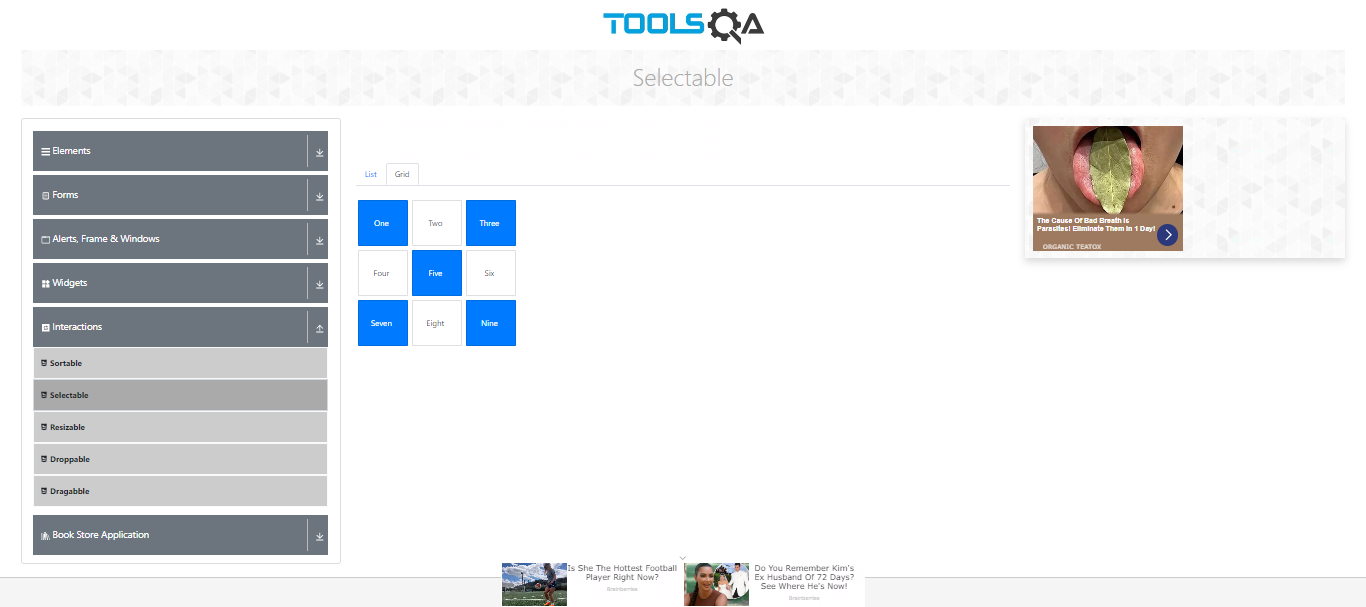 TOOLSQA
Selectable
Elements
Forms
Alerts, Frame & Windows
Widgets
Interactions
Sortable
Selectable
Resizable
Droppable
Dragabble
Book Store Application
List
Grid
One
Two
Three
Four
Five
Six
Seven
Eight
Nine
The Cause Of Bad Breath Is
Parasites! Eliminate Them In 1 Day!
ORGANIC TEATOX
Is She The Hottest Football
Player Right Now?
Brainberries
Do You Remember Kim's
Ex Husband Of 72 Days?
See Where He's Now!
Brainberries